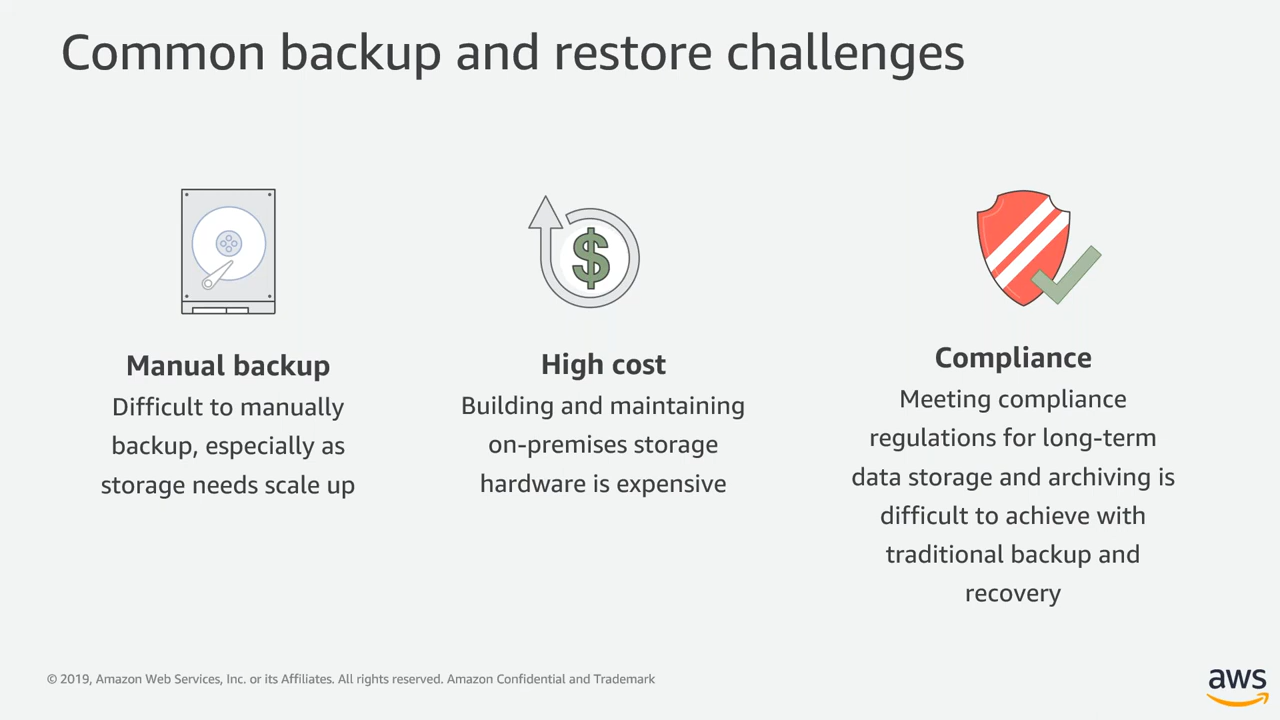 Common backup and restore challenges
Manual backup
Difficult to manually
backup, especially as
storage needs scale up
High cost
Building and maintaining
on-premises storage
hardware is expensive
Compliance
Meeting compliance
regulations for long-term
data storage and archiving is
difficult to achieve with
traditional backup and
recovery
© 2019, Amazon Web Services, Inc. or its Affiliates. All rights reserved. Amazon Confidential and Trademark
aws